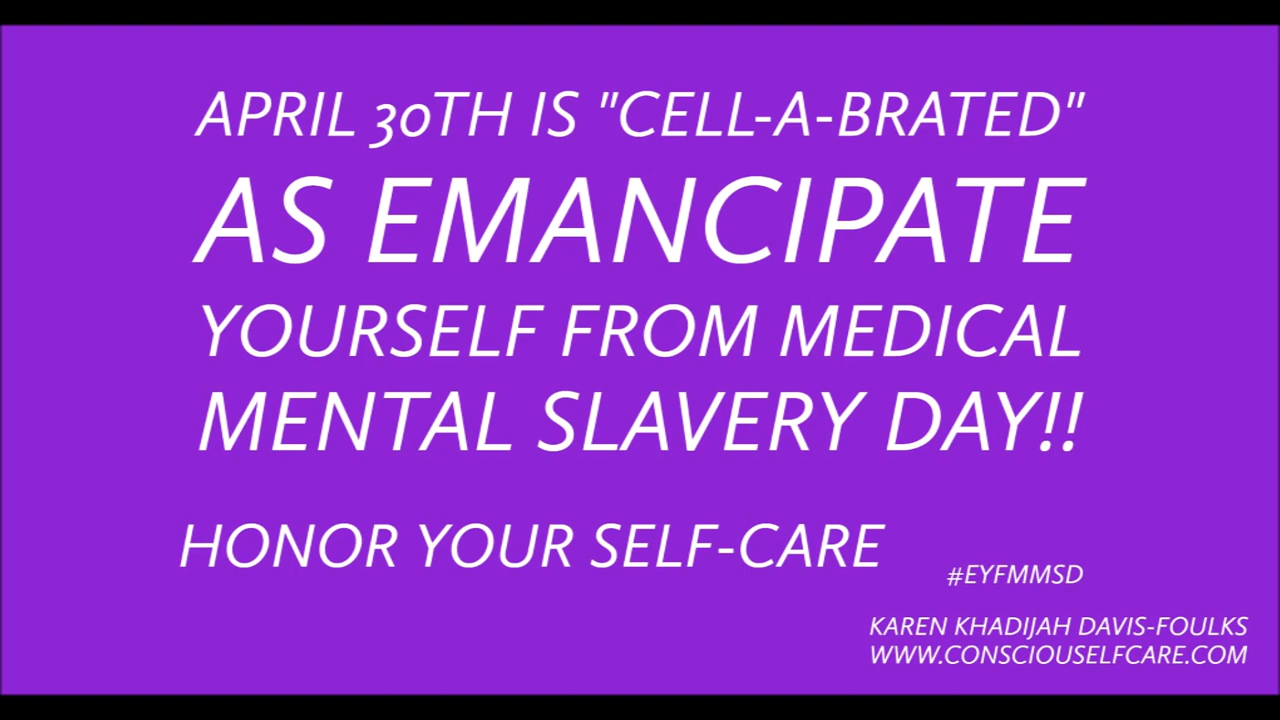 APRIL 30TH IS "CELL-A-BRATED"
AS EMANCIPATE
YOURSELF FROM MEDICAL
MENTAL SLAVERY DAY!!
HONOR YOUR SELF-CARE
#EYFMMSD
KAREN KHADIJAH DAVIS-FOULKS
WWW.CONSCIOUSELFCARE.COM